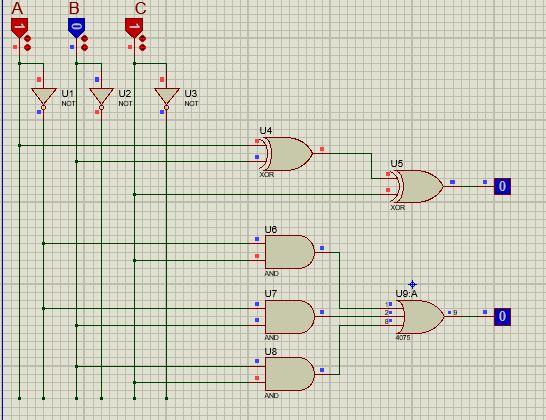 A B C
1 0 1
U1 U2 U3
NOT NOT NOT
U4
XOR
U5
XOR
0
U6
AND
U7
AND
U8
AND
U9:A
1
2
8
9
4075
0